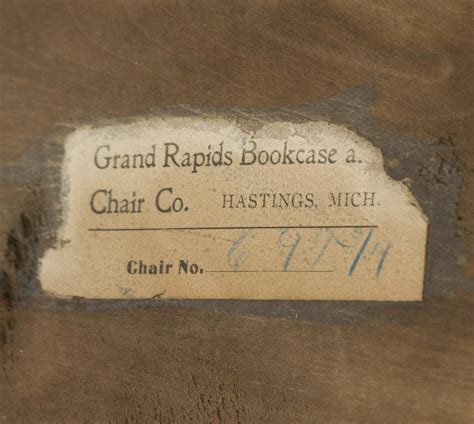 Grand Rapids Bookcase a
Chair Co. HASTINGS, MICH.
Chair No.